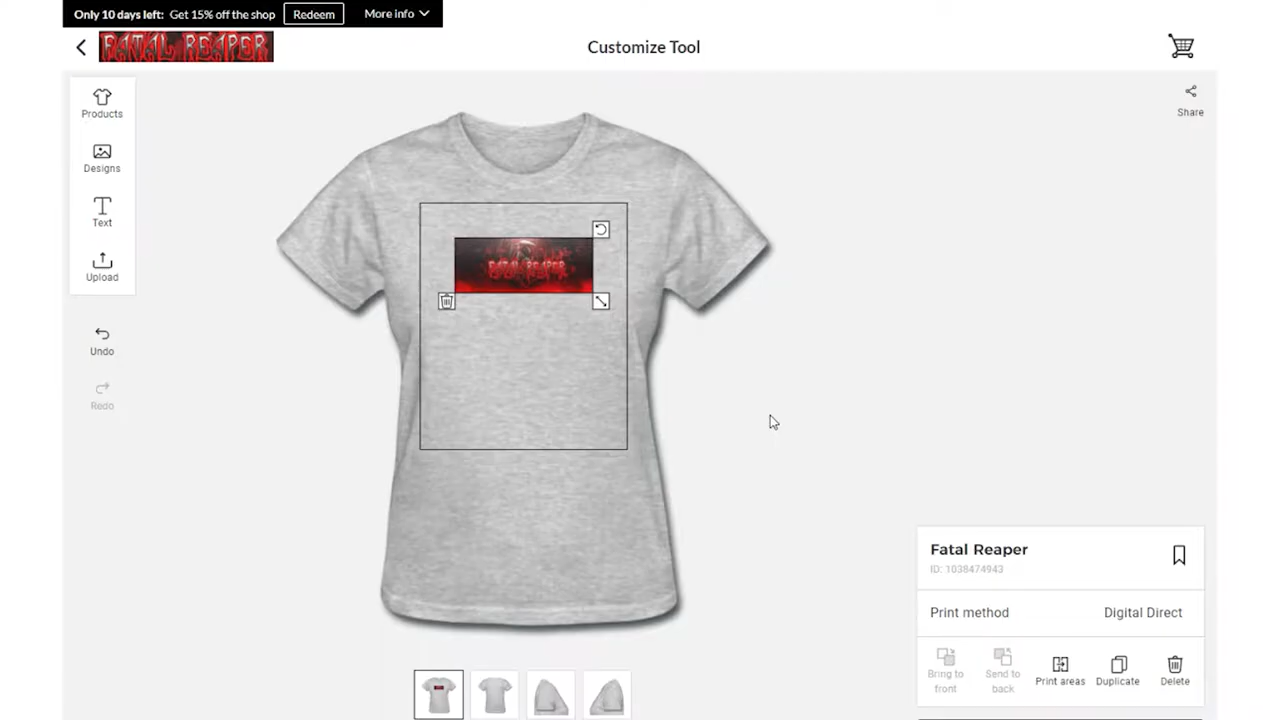 Only 10 days left: Get 15% off the shop Redeem More info
FATAL REAPER
Customize Tool
Products
Share
Designs
Text
Upload
Undo
Redo
FATAL REAPER
Fatal Reaper
ID: 1038474943
Print method Digital Direct
Bring to front
Send to back
Print areas
Duplicate
Delete